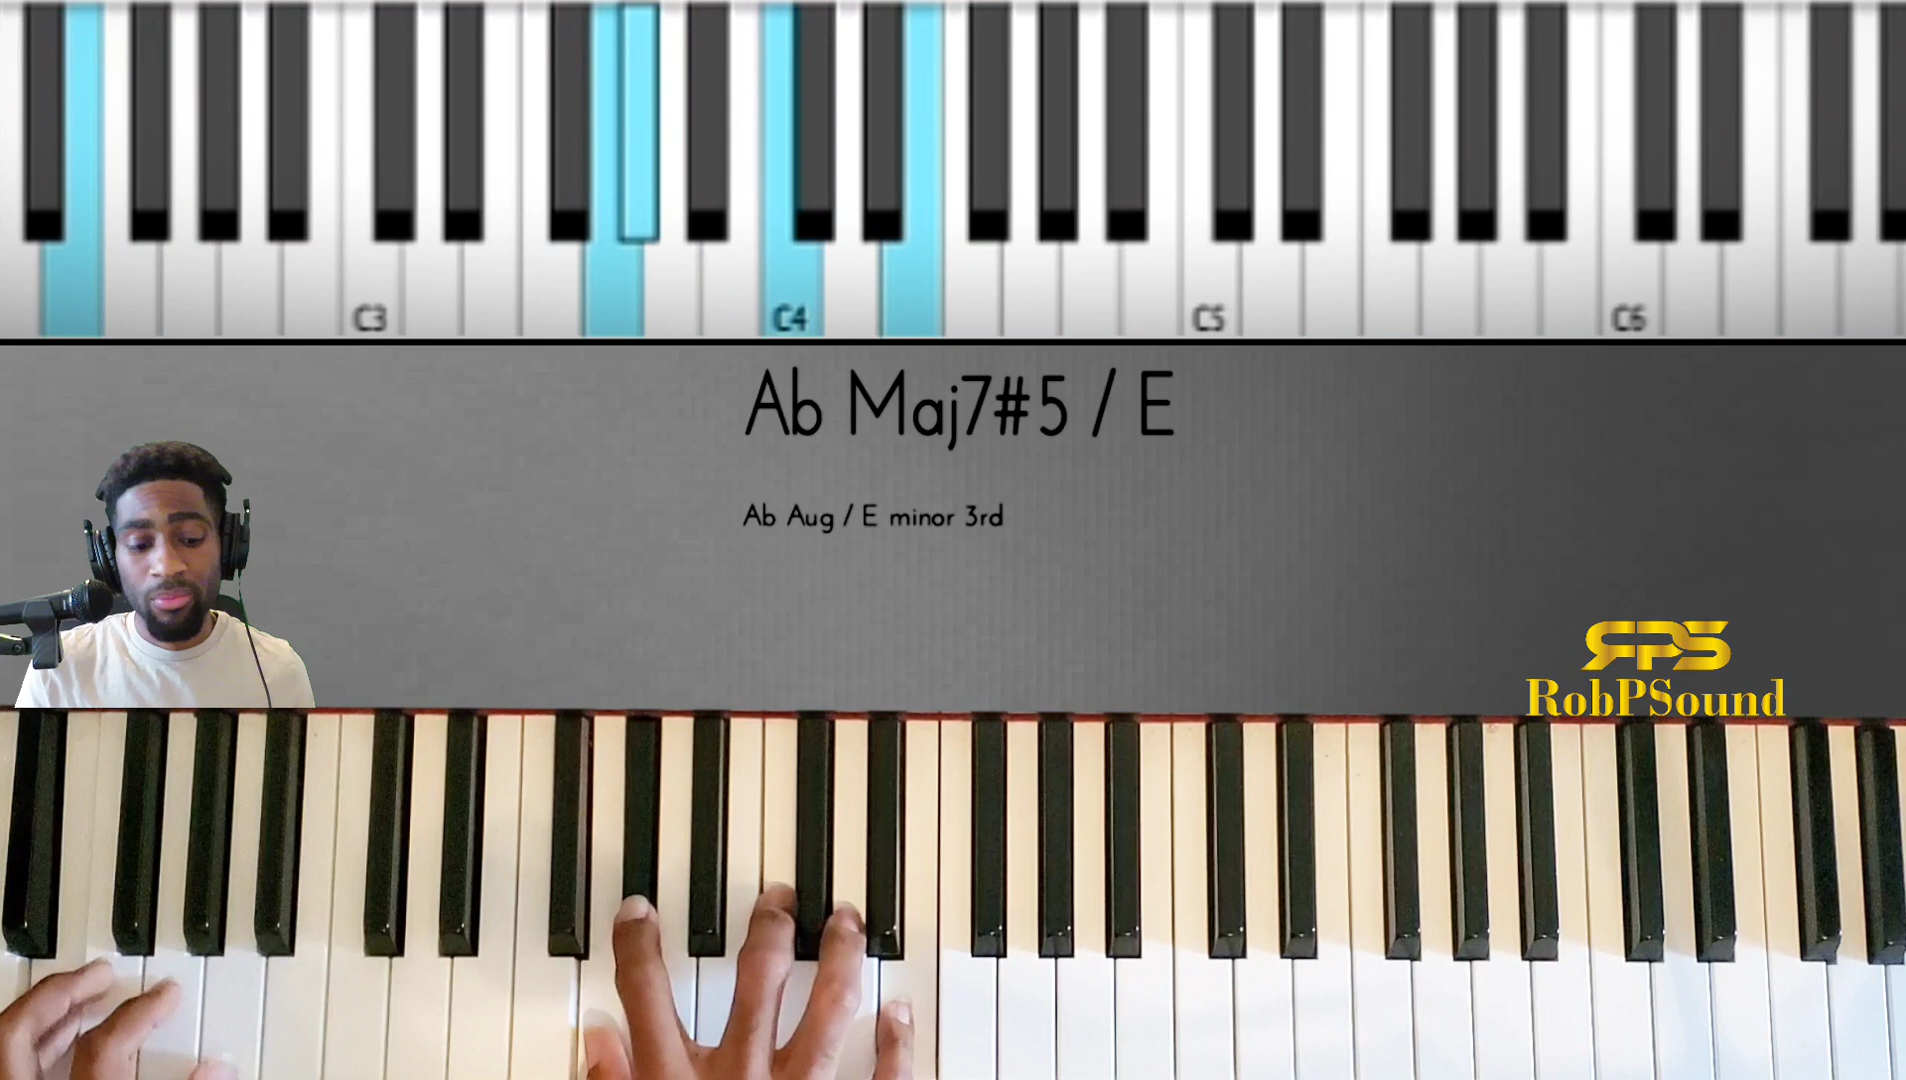 C3 C4 C5 C6
Ab Maj7#5 / E
Ab Aug / E minor 3rd
RPS
RobPSound